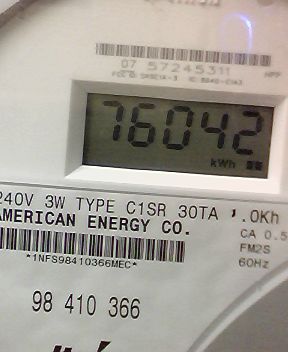 07 57245311
76042
kWh
240V 3W TYPE C1SR 30TA
.0Kh
AMERICAN ENERGY CO.
CA 0.5
FM2S
60Hz
*1NFS98410366MEC*
98 410 366